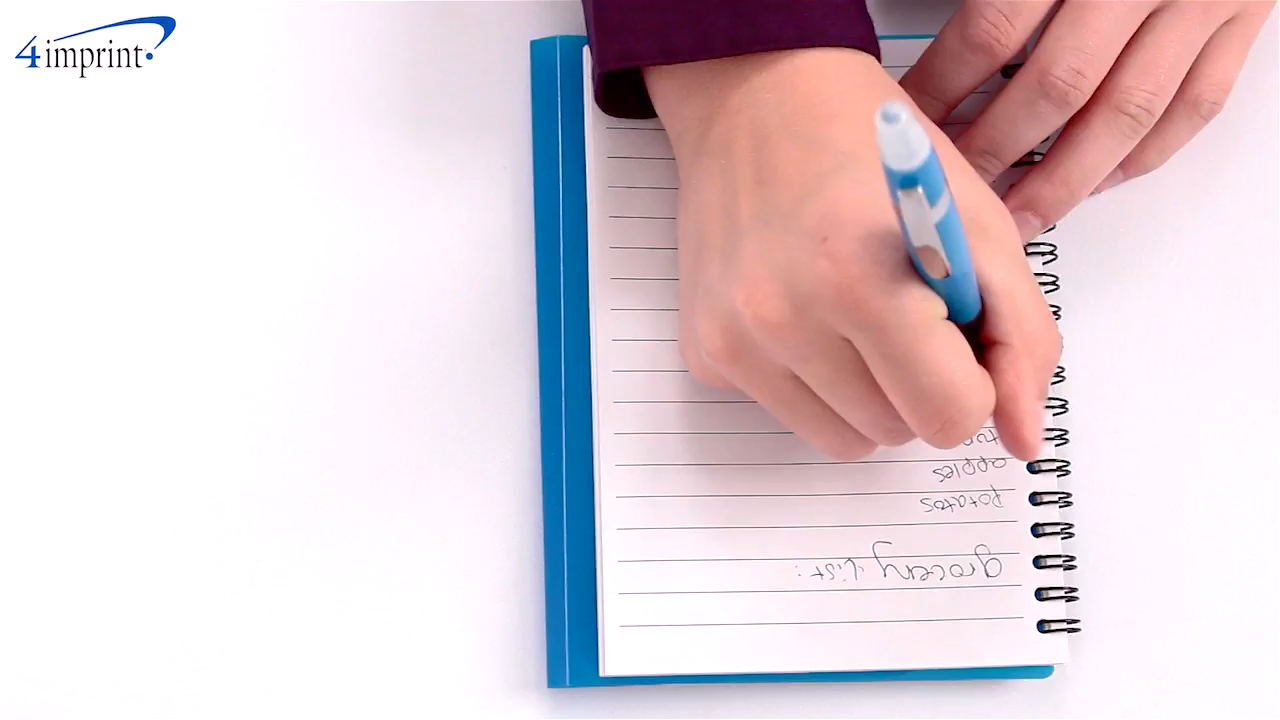 4imprint
grocery list:
potatos
apples